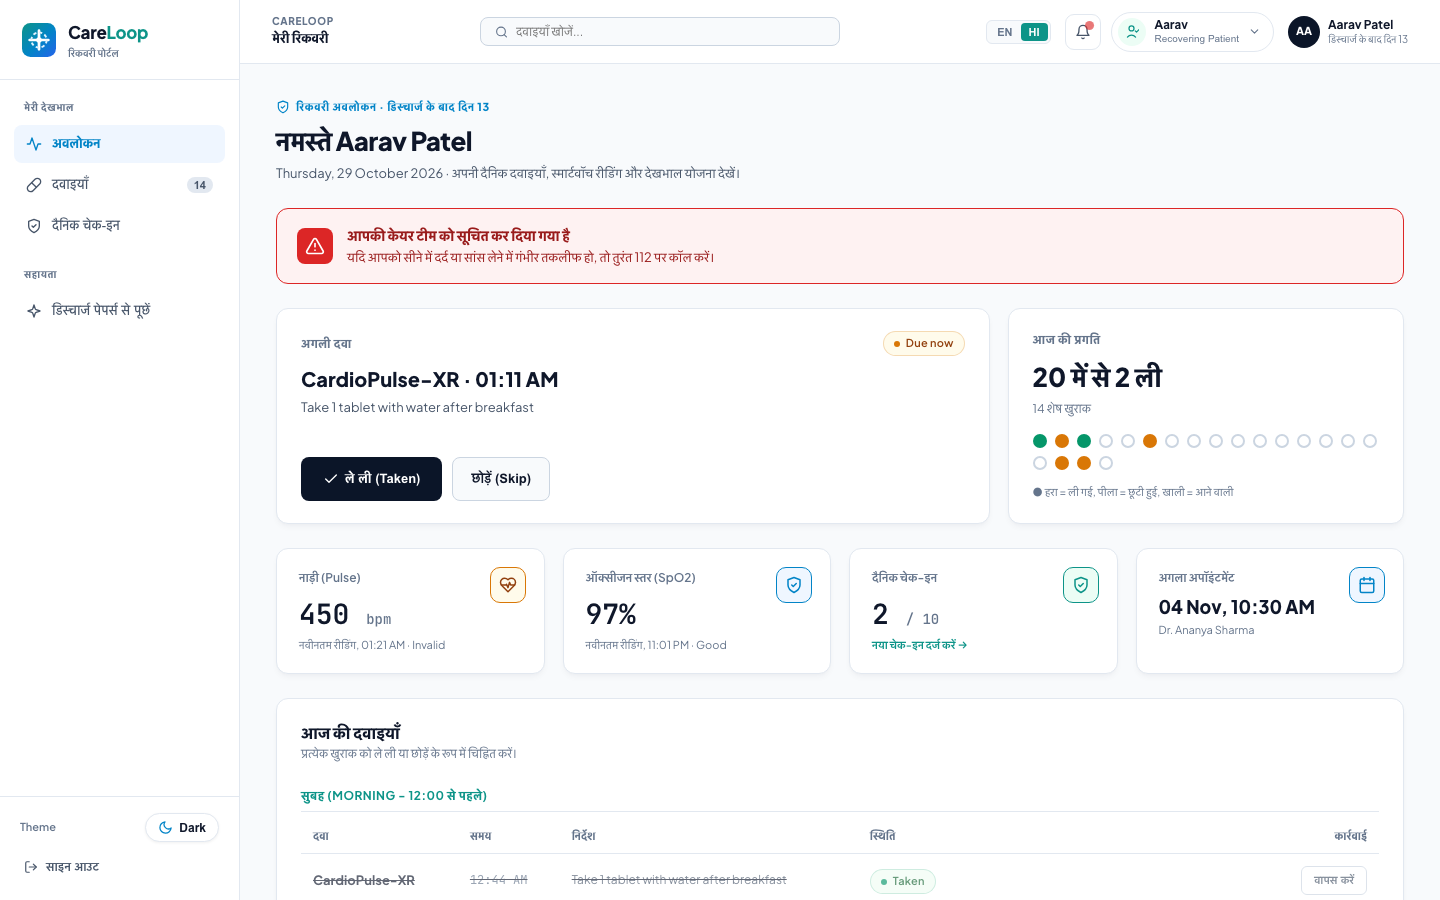 CareLoop
रिकवरी पोर्टल
मेरी देखभाल
अवलोकन
दवाइयाँ 14
दैनिक चेक-इन
सहायता
डिस्चार्ज पेपर्स से पूछें
Theme Dark
साइन आउट
CARELOOP
मेरी रिकवरी
दवाइयाँ खोजें...
EN HI
Aarav
Recovering Patient
AA
Aarav Patel
डिस्चार्ज के बाद दिन 13
रिकवरी अवलोकन · डिस्चार्ज के बाद दिन 13
नमस्ते Aarav Patel
Thursday, 29 October 2026 · अपनी दैनिक दवाइयाँ, स्मार्टवॉच रीडिंग और देखभाल योजना देखें।
आपकी केयर टीम को सूचित कर दिया गया है
यदि आपको सीने में दर्द या सांस लेने में गंभीर तकलीफ हो, तो तुरंत 112 पर कॉल करें।
अगली दवा
Due now
CardioPulse-XR · 01:11 AM
Take 1 tablet with water after breakfast
ले ली (Taken)
छोड़ें (Skip)
आज की प्रगति
20 में से 2 ली
14 शेष खुराक
हरा = ली गई, पीला = छूटी हुई, खाली = आने वाली
नाड़ी (Pulse)
450 bpm
नवीनतम रीडिंग, 01:21 AM · Invalid
ऑक्सीजन स्तर (SpO2)
97%
नवीनतम रीडिंग, 11:01 PM · Good
दैनिक चेक-इन
2 / 10
नया चेक-इन दर्ज करें →
अगला अपॉइंटमेंट
04 Nov, 10:30 AM
Dr. Ananya Sharma
आज की दवाइयाँ
प्रत्येक खुराक को ले ली या छोड़ें के रूप में चिह्नित करें।
सुबह (MORNING - 12:00 से पहले)
दवा समय निर्देश स्थिति कार्रवाई
CardioPulse-XR 12:44 AM Take 1 tablet with water after breakfast Taken वापस करें